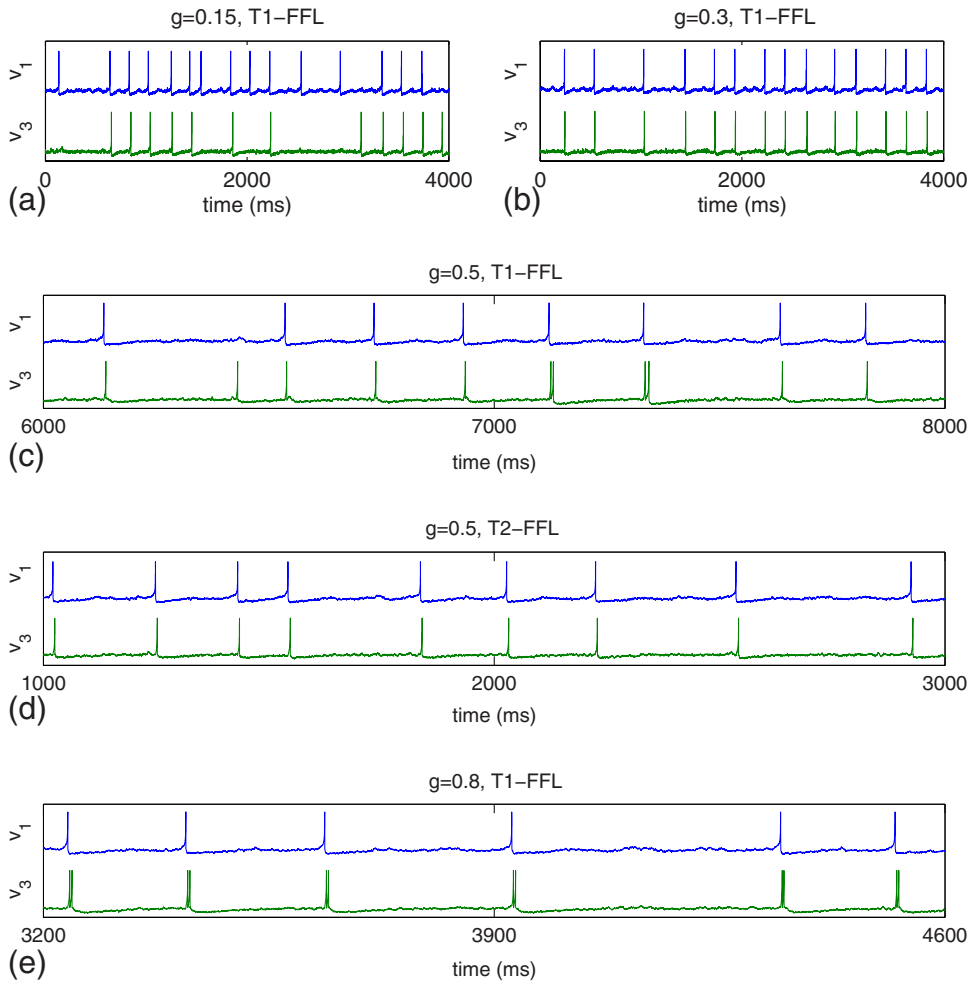 g=0.15, T1−FFL
v1
v3
0 2000 4000
time (ms)
(a)
g=0.3, T1−FFL
v1
v3
0 2000 4000
time (ms)
(b)
g=0.5, T1−FFL
v1
v3
6000 7000 8000
time (ms)
(c)
g=0.5, T2−FFL
v1
v3
1000 2000 3000
time (ms)
(d)
g=0.8, T1−FFL
v1
v3
3200 3900 4600
time (ms)
(e)